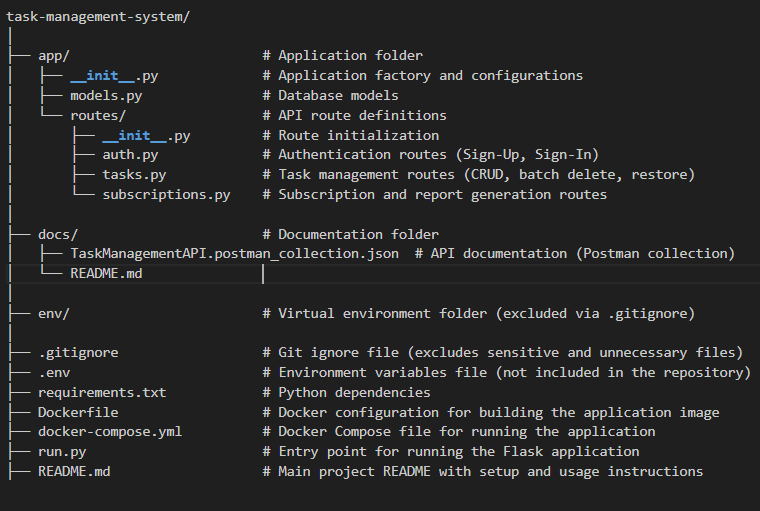 task-management-system/
│
├── app/                        # Application folder
│   ├── __init__.py             # Application factory and configurations
│   ├── models.py               # Database models
│   └── routes/                 # API route definitions
│       ├── __init__.py         # Route initialization
│       ├── auth.py             # Authentication routes (Sign-Up, Sign-In)
│       ├── tasks.py            # Task management routes (CRUD, batch delete, restore)
│       └── subscriptions.py    # Subscription and report generation routes
│
├── docs/                       # Documentation folder
│   ├── TaskManagementAPI.postman_collection.json  # API documentation (Postman collection)
│   └── README.md
│
├── env/                        # Virtual environment folder (excluded via .gitignore)
│
├── .gitignore                  # Git ignore file (excludes sensitive and unnecessary files)
├── .env                        # Environment variables file (not included in the repository)
├── requirements.txt            # Python dependencies
├── Dockerfile                  # Docker configuration for building the application image
├── docker-compose.yml          # Docker Compose file for running the application
├── run.py                      # Entry point for running the Flask application
├── README.md                   # Main project README with setup and usage instructions